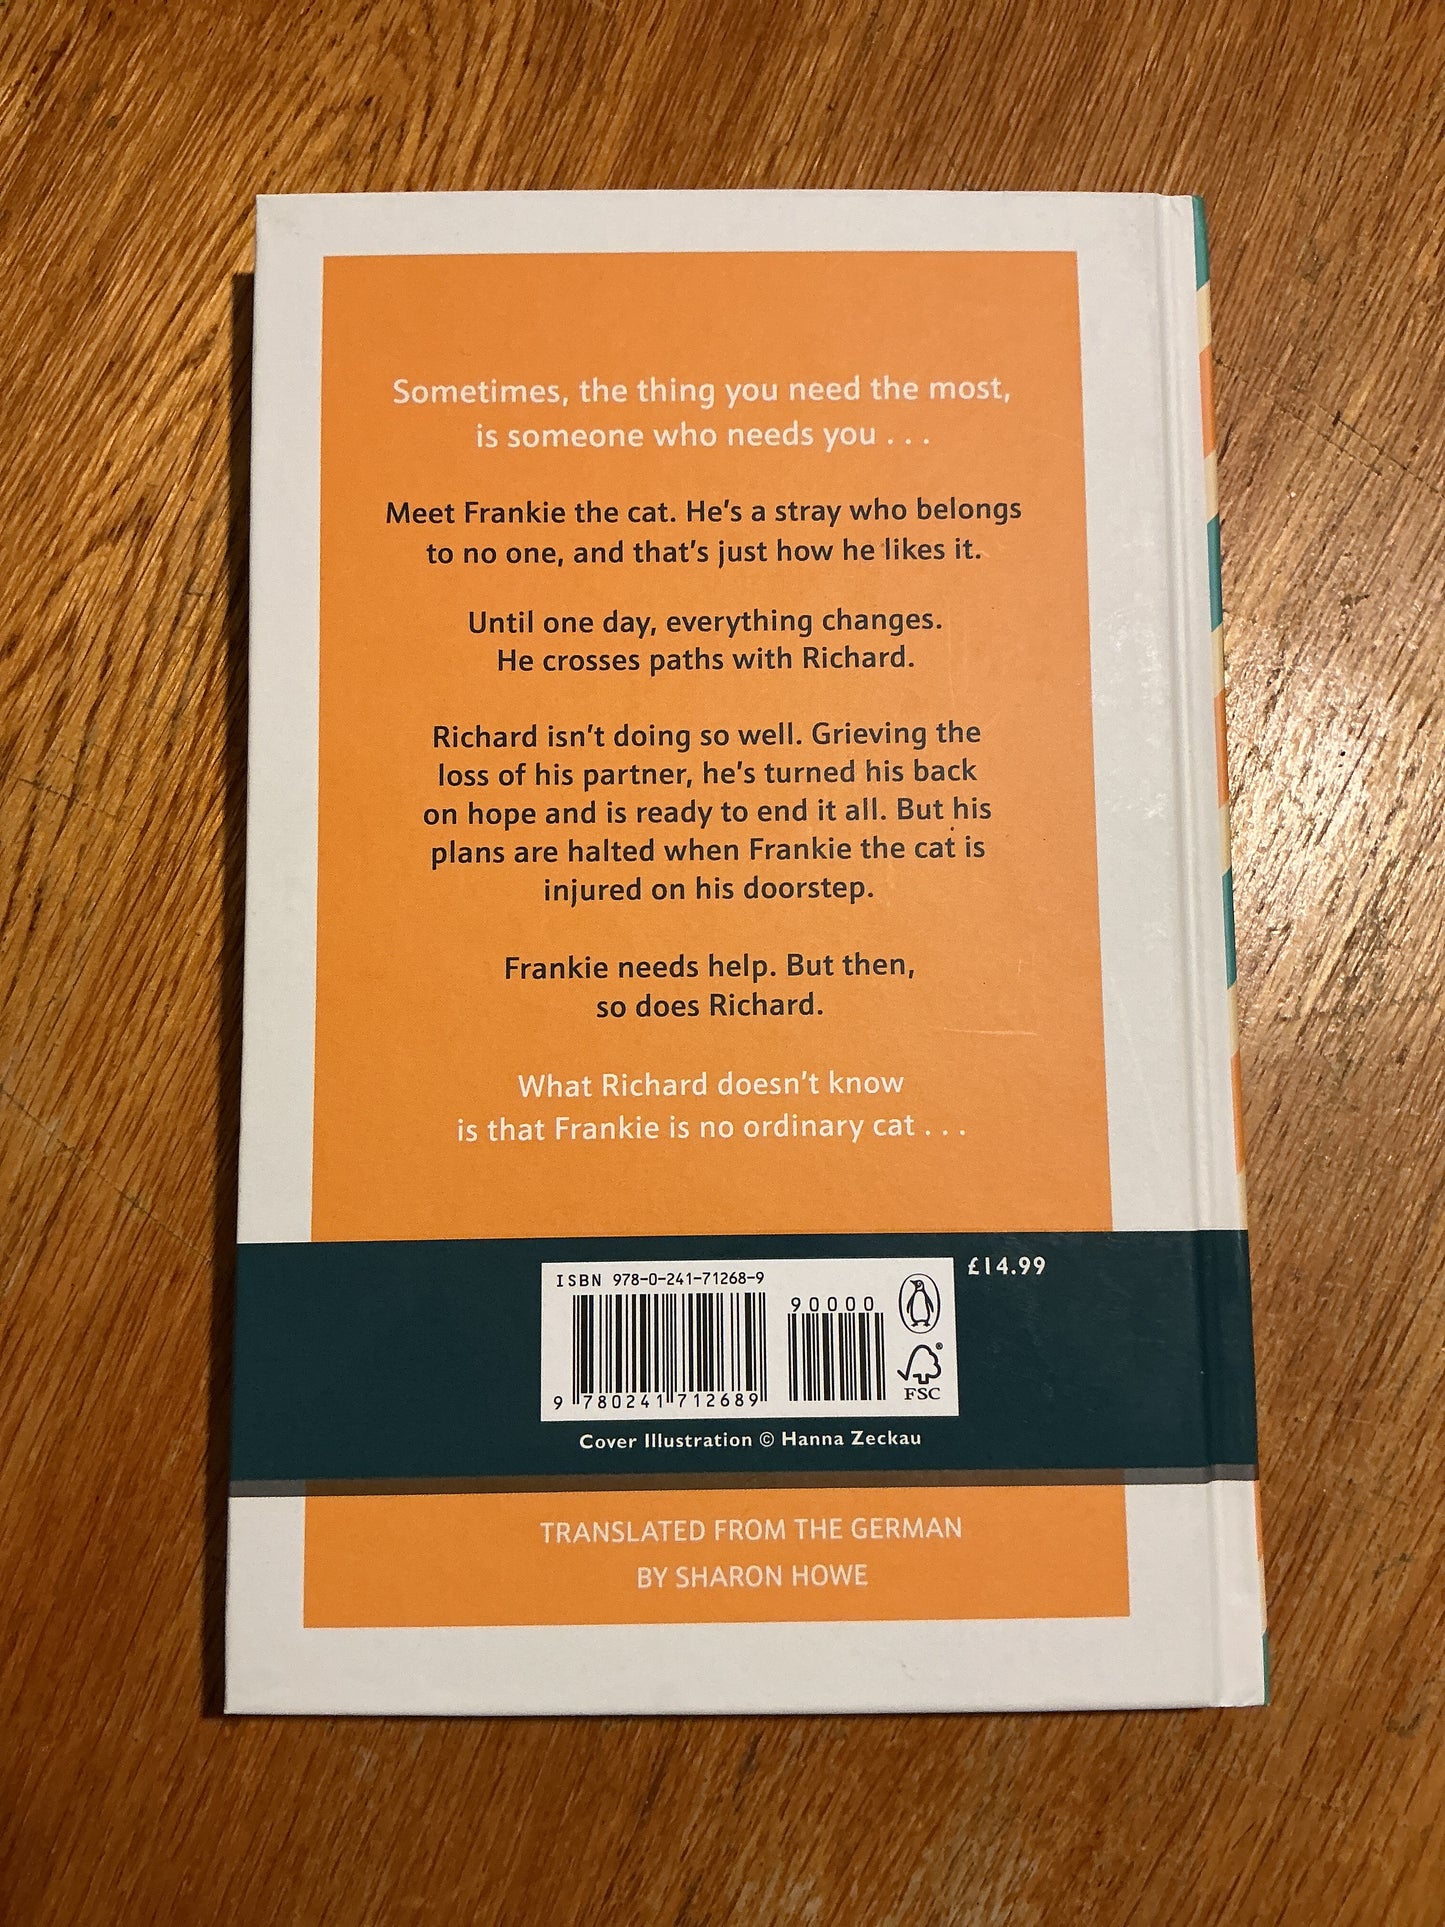 Sometimes, the thing you need the most,
is someone who needs you . . .
Meet Frankie the cat. He's a stray who belongs
to no one, and that's just how he likes it.
Until one day, everything changes.
He crosses paths with Richard.
Richard isn't doing so well. Grieving the
loss of his partner, he's turned his back
on hope and is ready to end it all. But his
plans are halted when Frankie the cat is
injured on his doorstep.
Frankie needs help. But then,
so does Richard.
What Richard doesn't know
is that Frankie is no ordinary cat . . .
ISBN 978-0-241-71268-9
90000
£14.99
9 780241 712689
FSC
®
Cover Illustration © Hanna Zeckau
TRANSLATED FROM THE GERMAN
BY SHARON HOWE